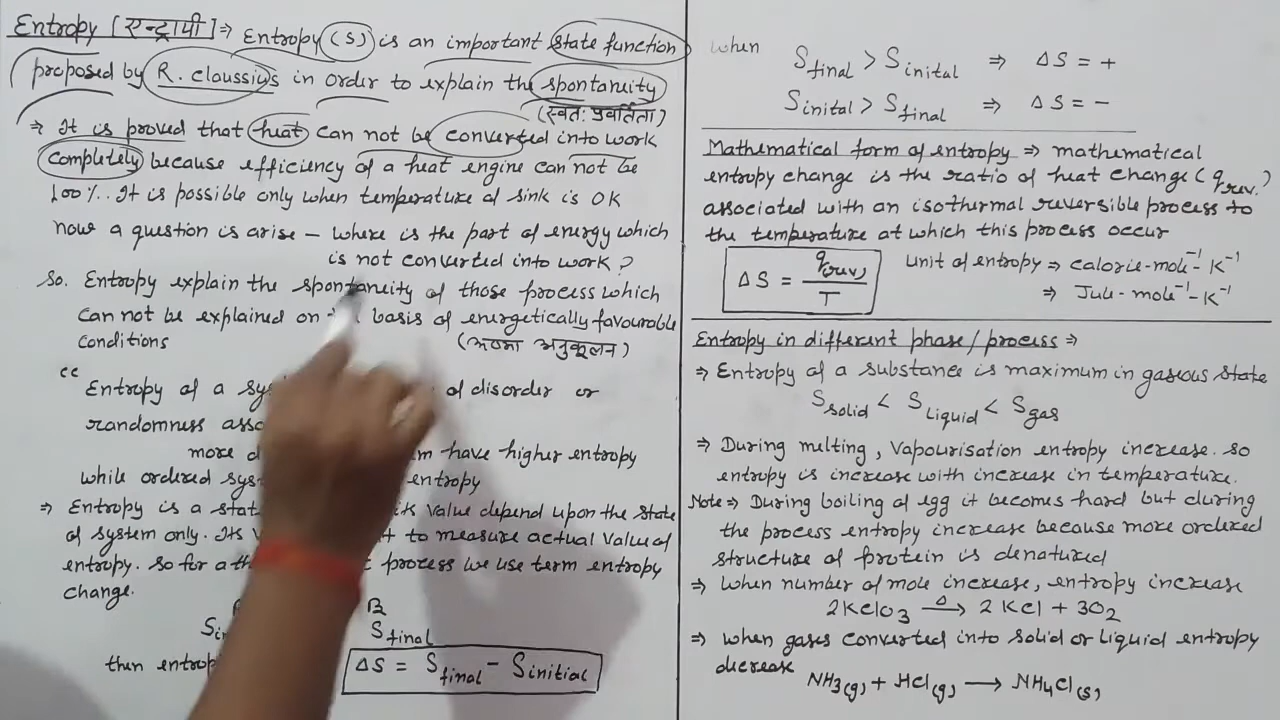 Entropy [एन्ट्रापी] ⇒ Entropy (S) is an important state function
proposed by R. claussiys in order to explain the spontaneity
(स्वतः प्रवर्तिता)
⇒ It is proved that heat can not be converted into work
completely because efficiency of a heat engine can not be
100%. It is possible only when temperature of sink is 0K
now a question is arise - where is the part of energy which
is not converted into work?
So. Entropy explain the spontaneity of those process which
can not be explained on basis of energetically favourable
conditions
अनुकूलन)
“ Entropy of a of disorder or
randomness
more have higher entropy
while ordered entropy
⇒ Entropy is a value depend upon the state
of system only. Its to measure actual value of
entropy. So for a process we use term entropy
change.
B
S final
then
ΔS = S final - S initial
when S final > S inital ⇒ ΔS = +
S inital > S final ⇒ ΔS = -
Mathematical form of entropy ⇒ mathematical
entropy change is the ratio of heat change (q rev.)
associated with an isothermal reversible process to
the temperature at which this process occur
ΔS = q rev / T
Unit of entropy ⇒ calorie-mole⁻¹-K⁻¹
⇒ Jule-mole⁻¹-K⁻¹
Entropy in different phase/process ⇒
⇒ Entropy of a substance is maximum in gaseous state
S solid < S Liquid < S gas
⇒ During melting, Vapourisation entropy increase. so
entropy is increase with increase in temperature.
Note ⇒ During boiling of egg it becomes hard but during
the process entropy increase because more ordered
structure of protein is denatured
⇒ when number of mole increase, entropy increase
2KClO₃ —Δ→ 2KCl + 3O₂
⇒ when gases converted into solid or liquid entropy
dicrease
NH₃(g) + HCl(g) ⟶ NH₄Cl(s)